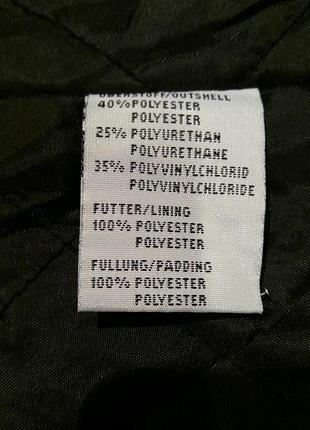 OBERSTOFF/OUTSHELL
40% POLYESTER
POLYESTER
25% POLYURETHAN
POLYURETHANE
35% POLYVINYLCHLORID
POLYVINYLCHLORIDE
FUTTER/LINING
100% POLYESTER
POLYESTER
FULLUNG/PADDING
100% POLYESTER
POLYESTER